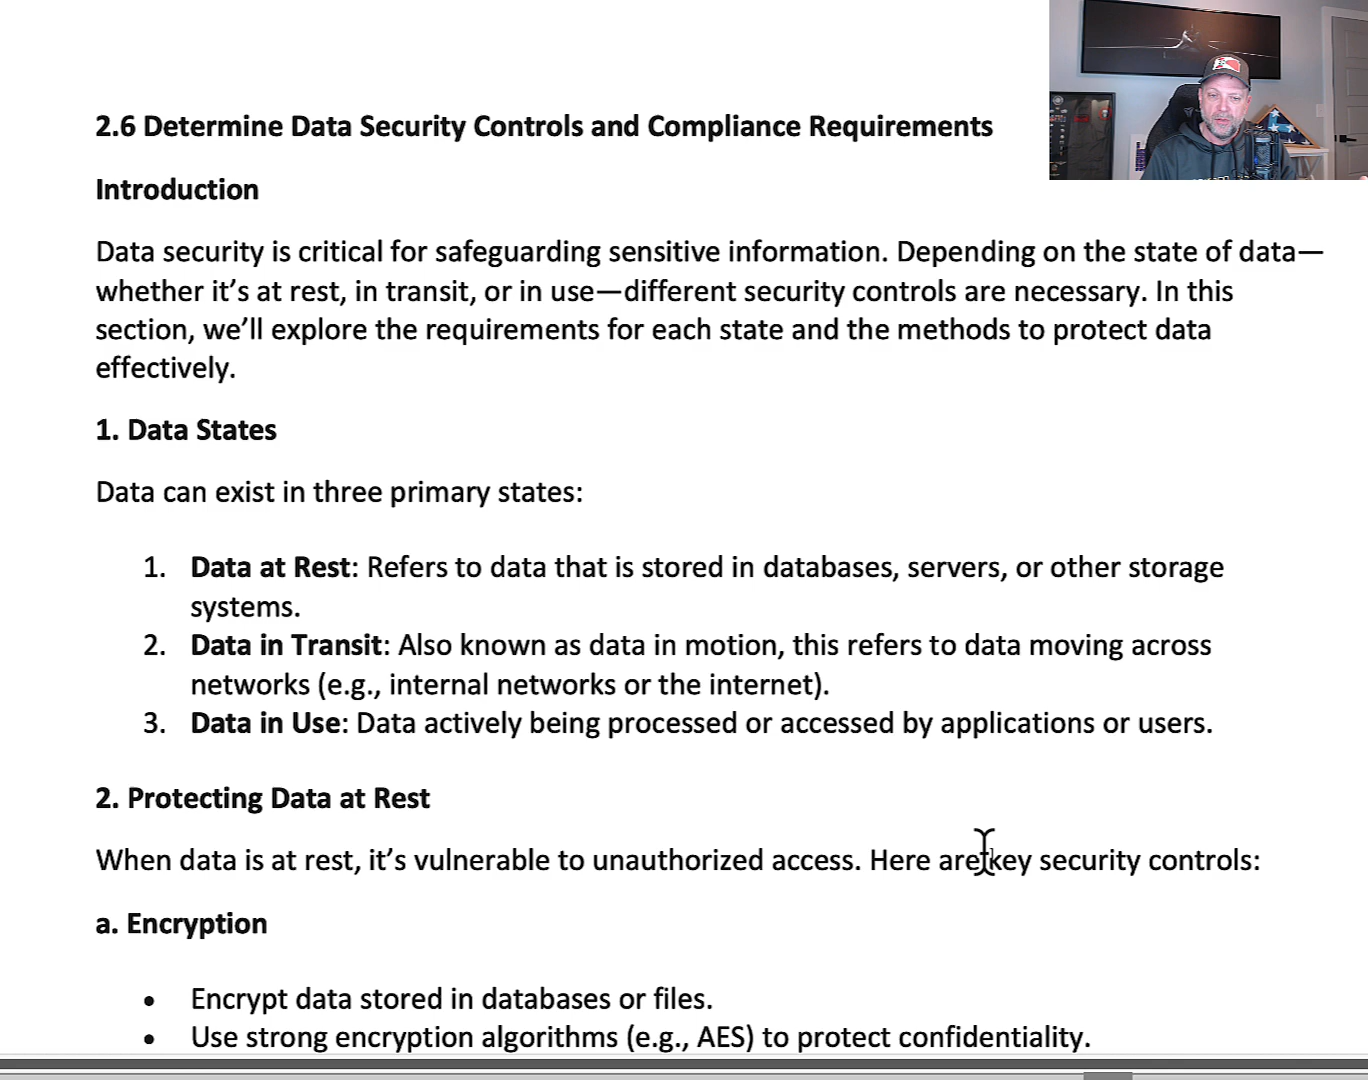 2.6 Determine Data Security Controls and Compliance Requirements
Introduction
Data security is critical for safeguarding sensitive information. Depending on the state of data—
whether it’s at rest, in transit, or in use—different security controls are necessary. In this
section, we’ll explore the requirements for each state and the methods to protect data
effectively.
1. Data States
Data can exist in three primary states:
1. Data at Rest: Refers to data that is stored in databases, servers, or other storage
systems.
2. Data in Transit: Also known as data in motion, this refers to data moving across
networks (e.g., internal networks or the internet).
3. Data in Use: Data actively being processed or accessed by applications or users.
2. Protecting Data at Rest
When data is at rest, it’s vulnerable to unauthorized access. Here are key security controls:
a. Encryption
• Encrypt data stored in databases or files.
• Use strong encryption algorithms (e.g., AES) to protect confidentiality.